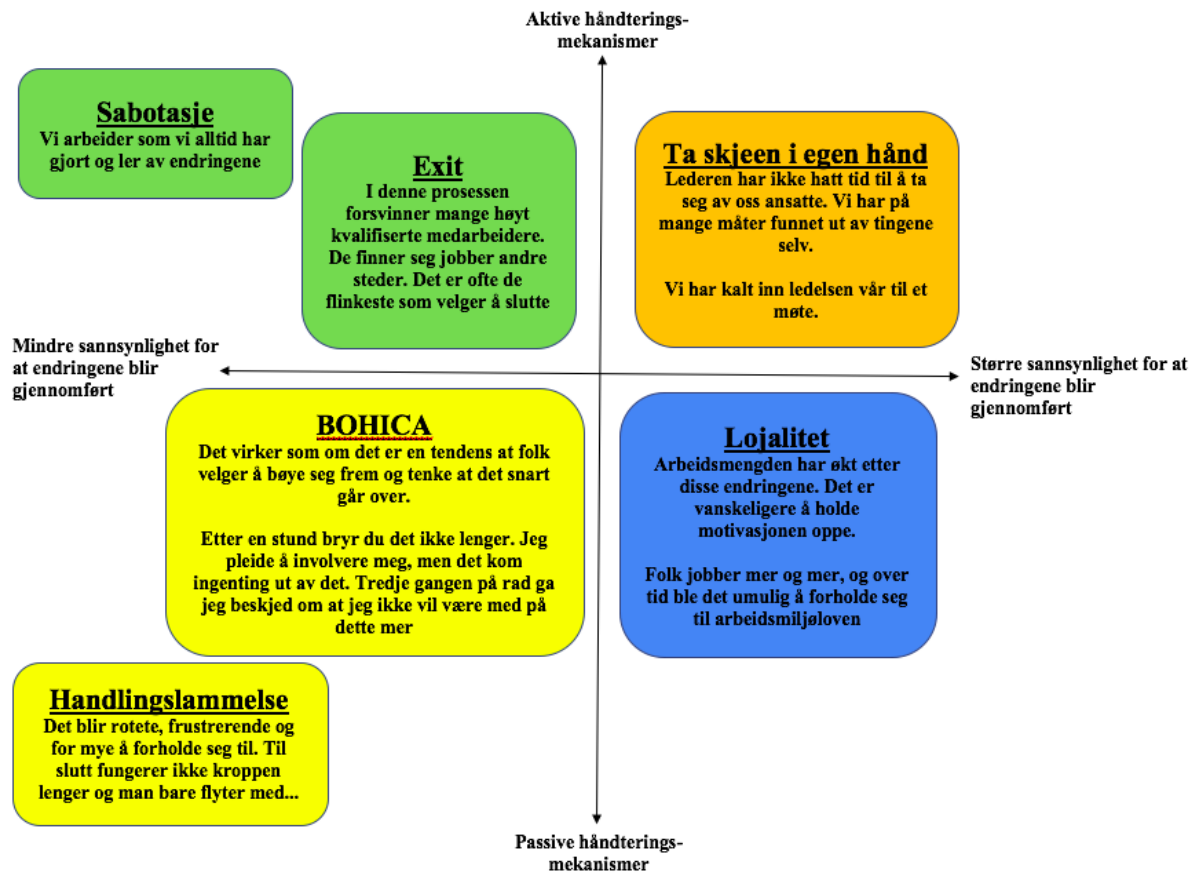 Aktive håndterings-
mekanismer
Sabotasje
Vi arbeider som vi alltid har
gjort og ler av endringene
Exit
I denne prosessen
forsvinner mange høyt
kvalifiserte medarbeidere.
De finner seg jobber andre
steder. Det er ofte de
flinkeste som velger å slutte
Ta skjeen i egen hånd
Lederen har ikke hatt tid til å ta
seg av oss ansatte. Vi har på
mange måter funnet ut av tingene
selv.
Vi har kalt inn ledelsen vår til et
møte.
Mindre sannsynlighet for
at endringene blir
gjennomført
Større sannsynlighet for at
endringene blir
gjennomført
BOHICA
Det virker som om det er en tendens at folk
velger å bøye seg frem og tenke at det snart
går over.
Etter en stund bryr du det ikke lenger. Jeg
pleide å involvere meg, men det kom
ingenting ut av det. Tredje gangen på rad ga
jeg beskjed om at jeg ikke vil være med på
dette mer
Lojalitet
Arbeidsmengden har økt etter
disse endringene. Det er
vanskeligere å holde
motivasjonen oppe.
Folk jobber mer og mer, og over
tid ble det umulig å forholde seg
til arbeidsmiljøloven
Handlingslammelse
Det blir rotete, frustrerende og
for mye å forholde seg til. Til
slutt fungerer ikke kroppen
lenger og man bare flyter med...
Passive håndterings-
mekanismer